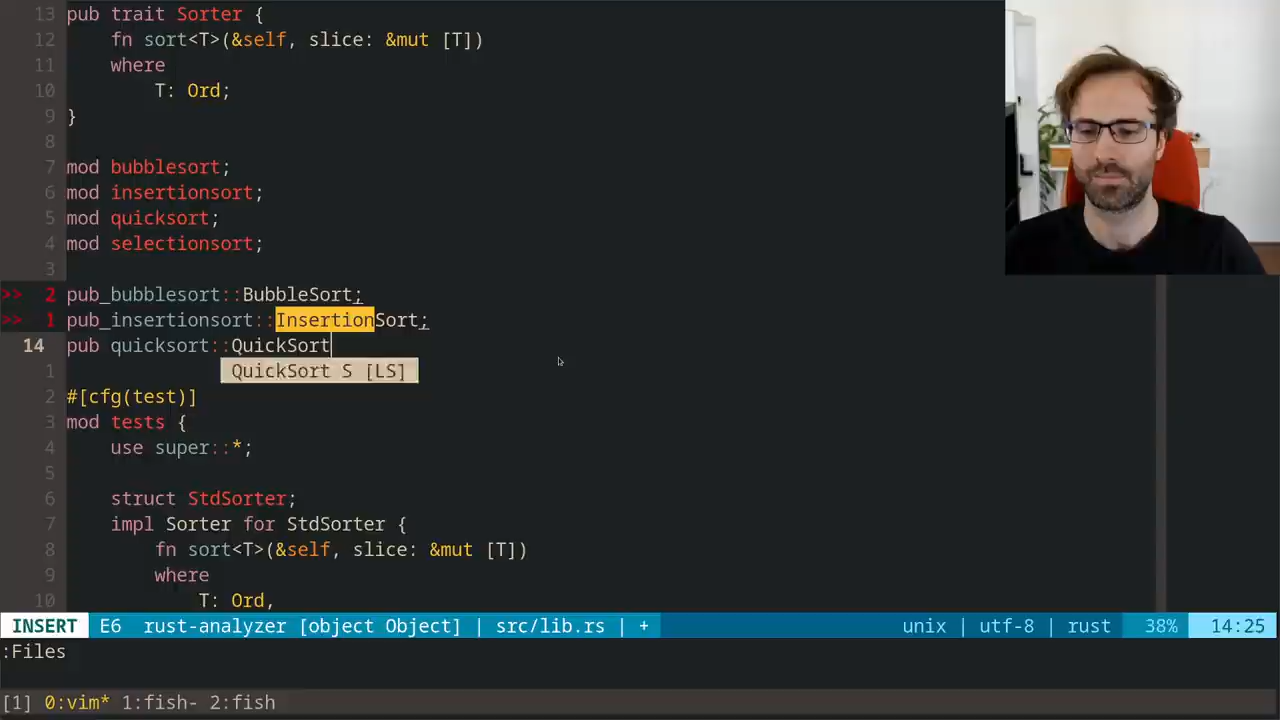 13 pub trait Sorter {
12     fn sort<T>(&self, slice: &mut [T])
11     where
10         T: Ord;
9 }
8
7 mod bubblesort;
6 mod insertionsort;
5 mod quicksort;
4 mod selectionsort;
3
>> 2 pub_bubblesort::BubbleSort;
>> 1 pub_insertionsort::InsertionSort;
14 pub quicksort::QuickSort
1 QuickSort S [LS]
2 #[cfg(test)]
3 mod tests {
4     use super::*;
5
6     struct StdSorter;
7     impl Sorter for StdSorter {
8         fn sort<T>(&self, slice: &mut [T])
9         where
10             T: Ord,
INSERT E6 rust-analyzer [object Object] | src/lib.rs | + unix | utf-8 | rust 38% 14:25
:Files
[1] 0:vim* 1:fish- 2:fish